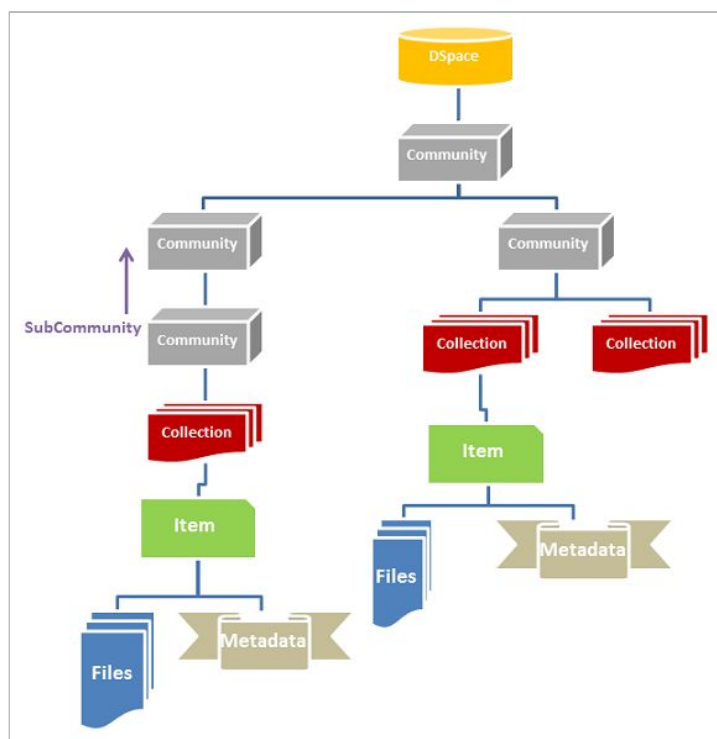 DSpace
Community
Community
Community
SubCommunity
Community
Collection
Collection
Collection
Item
Item
Files
Metadata
Files
Metadata